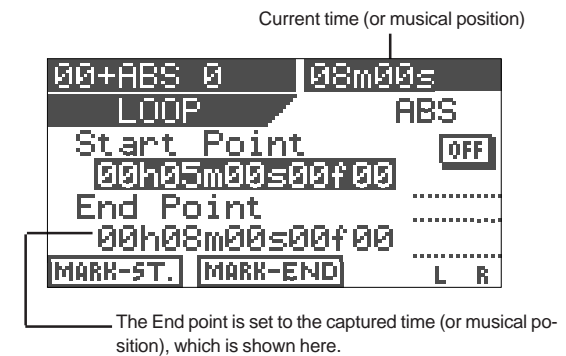 Current time (or musical position)
00+ABS 0 08m00s
LOOP ABS
Start Point OFF
00h05m00s00f00
End Point
00h08m00s00f00
MARK-ST. MARK-END L R
The End point is set to the captured time (or musical po-
sition), which is shown here.